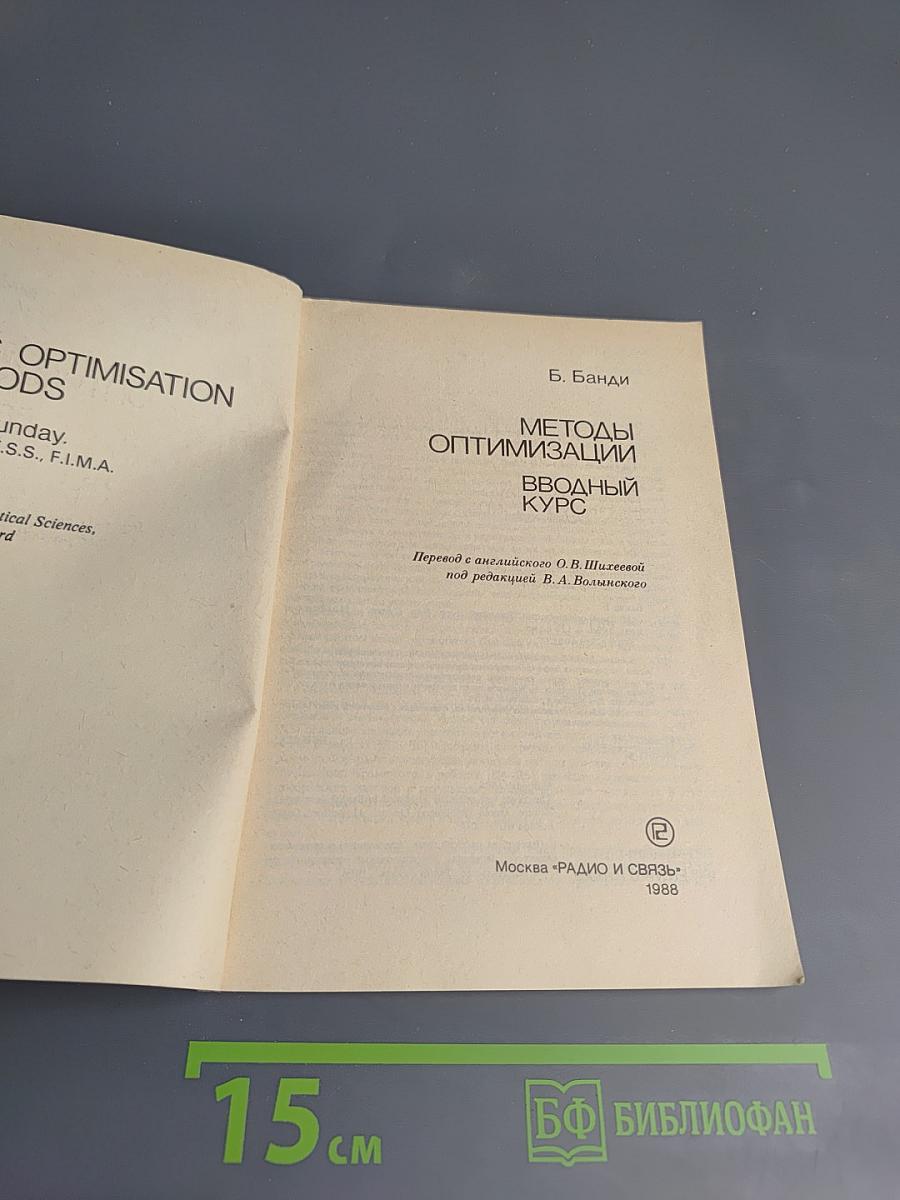 OPTIMISATION
ODS
unday.
.S.S., F.I.M.A.
tical Sciences,
rd
Б. Банди
МЕТОДЫ
ОПТИМИЗАЦИИ
ВВОДНЫЙ
КУРС
Перевод с английского О. В. Шихеевой
под редакцией В. А. Волынского
Москва «РАДИО И СВЯЗЬ»
1988
15 см
БФ БИБЛИОФАН